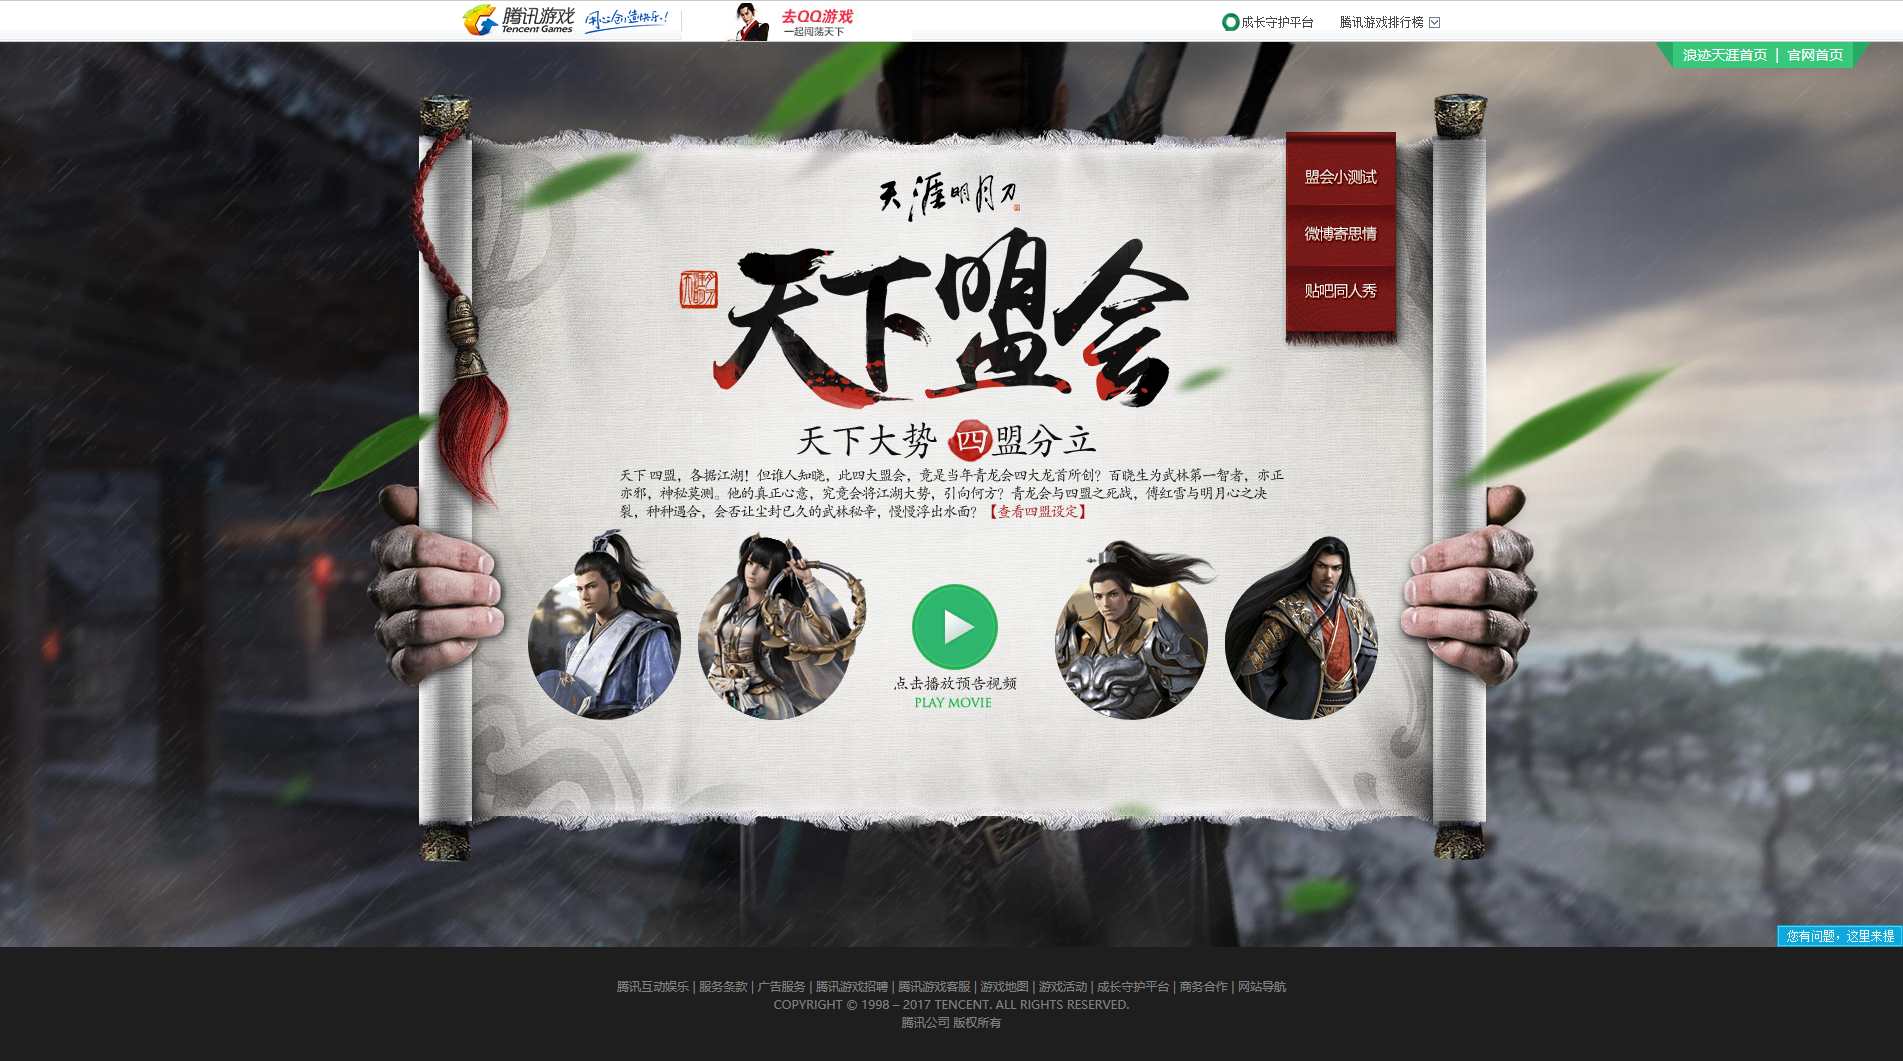 腾讯游戏
Tencent Games
用心创造快乐!
去QQ游戏
一起闯荡天下
成长守护平台
腾讯游戏排行榜
浪迹天涯首页 | 官网首页
天涯明月刀
天下盟会
盟会小测试
微博寄思情
贴吧同人秀
天下大势 四盟分立
天下四盟，各据江湖！但谁人知晓，此四大盟会，竟是当年青龙会四大龙首所创？百晓生为武林第一智者，亦正
亦邪，神秘莫测。他的真正心意，究竟会将江湖大势，引向何方？青龙会与四盟之死战，傅红雪与明月心之决
裂，种种遇合，会否让尘封已久的武林秘辛，慢慢浮出水面？【查看四盟设定】
点击播放预告视频
PLAY MOVIE
您有问题，这里来提
腾讯互动娱乐 | 服务条款 | 广告服务 | 腾讯游戏招聘 | 腾讯游戏客服 | 游戏地图 | 游戏活动 | 成长守护平台 | 商务合作 | 网站导航
COPYRIGHT © 1998 – 2017 TENCENT. ALL RIGHTS RESERVED.
腾讯公司 版权所有